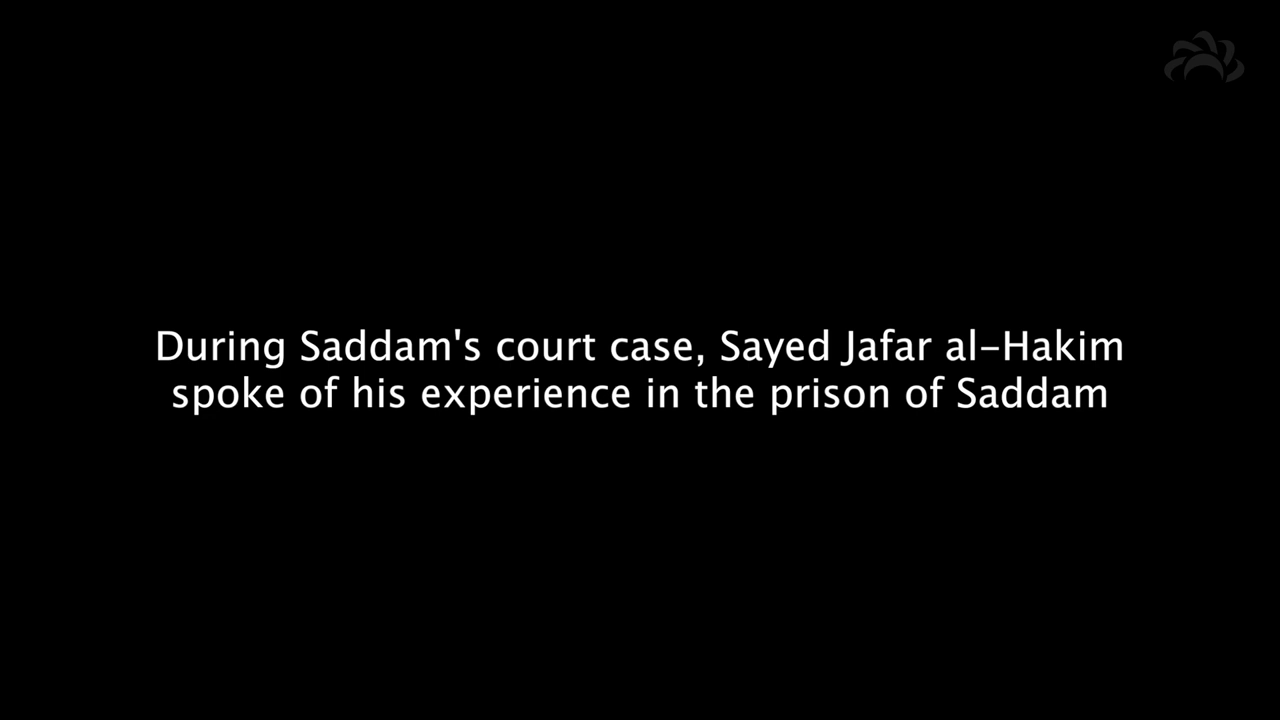 During Saddam's court case, Sayed Jafar al-Hakim
spoke of his experience in the prison of Saddam